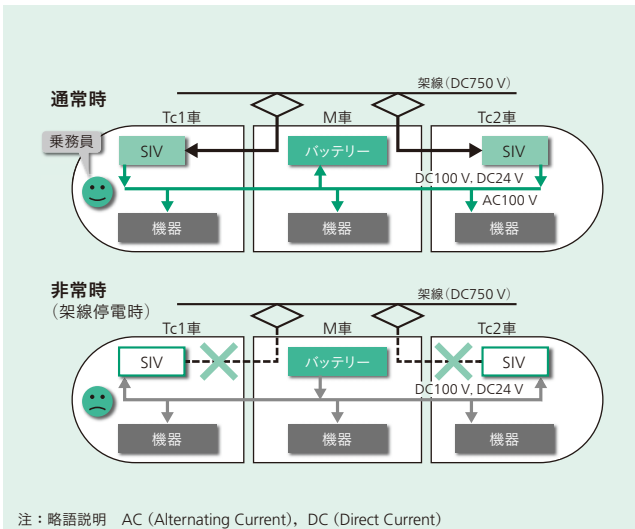 通常時
架線（DC750 V）
Tc1車
M車
Tc2車
乗務員
SIV
バッテリー
SIV
DC100 V，DC24 V
AC100 V
機器
機器
機器
非常時
（架線停電時）
架線（DC750 V）
Tc1車
M車
Tc2車
SIV
バッテリー
SIV
DC100 V，DC24 V
機器
機器
機器
注：略語説明　AC（Alternating Current），DC（Direct Current）